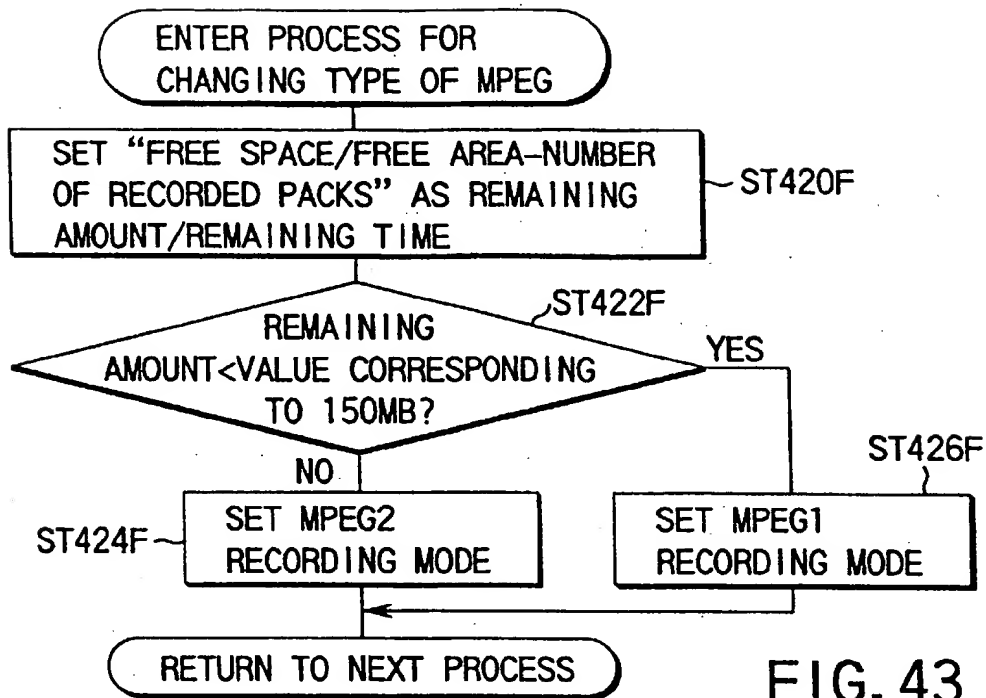 ENTER PROCESS FOR
CHANGING TYPE OF MPEG
SET “FREE SPACE/FREE AREA-NUMBER
OF RECORDED PACKS” AS REMAINING
AMOUNT/REMAINING TIME
ST420F
ST422F
REMAINING
AMOUNT<VALUE CORRESPONDING
TO 150MB?
YES
NO
ST426F
ST424F
SET MPEG2
RECORDING MODE
SET MPEG1
RECORDING MODE
RETURN TO NEXT PROCESS
FIG. 43